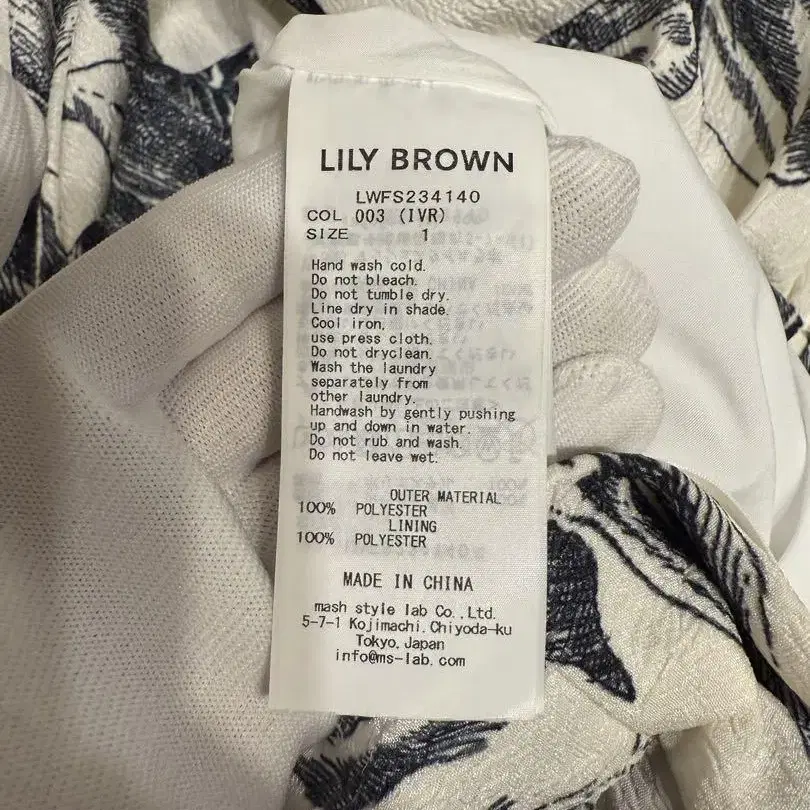 LILY BROWN
LWFS234140
COL 003 (IVR)
SIZE 1
Hand wash cold.
Do not bleach.
Do not tumble dry.
Line dry in shade.
Cool iron,
use press cloth.
Do not dryclean.
Wash the laundry
separately from
other laundry.
Handwash by gently pushing
up and down in water.
Do not rub and wash.
Do not leave wet.
OUTER MATERIAL
100% POLYESTER
LINING
100% POLYESTER
MADE IN CHINA
mash style lab Co.,Ltd.
5-7-1 Kojimachi,Chiyoda-ku
Tokyo,Japan
info@ms-lab.com